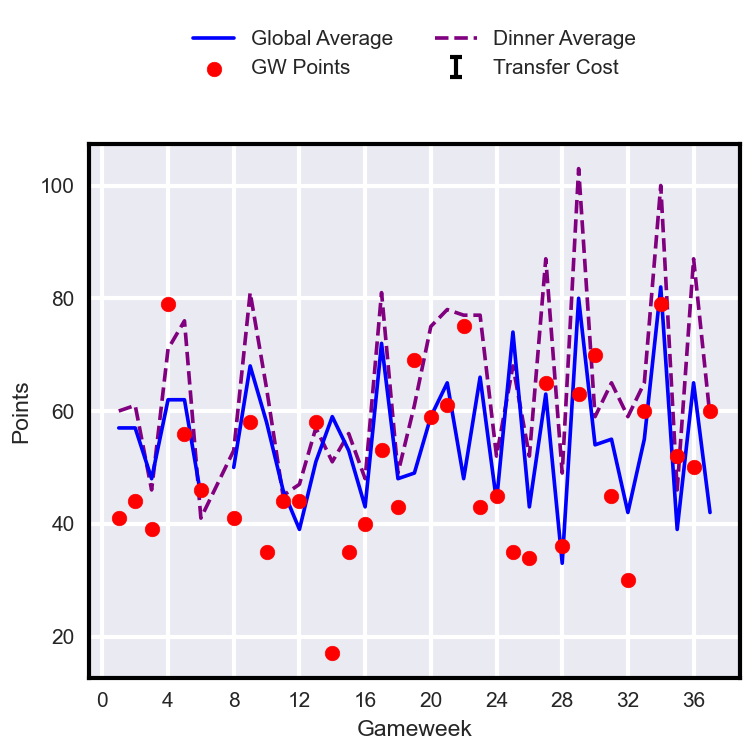 Global Average
Dinner Average
GW Points
Transfer Cost
100
80
60
40
20
Points
0 4 8 12 16 20 24 28 32 36
Gameweek